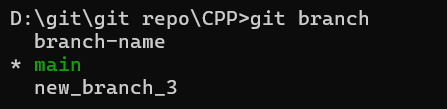 D:\git\git repo\CPP>git branch
  branch-name
* main
  new_branch_3